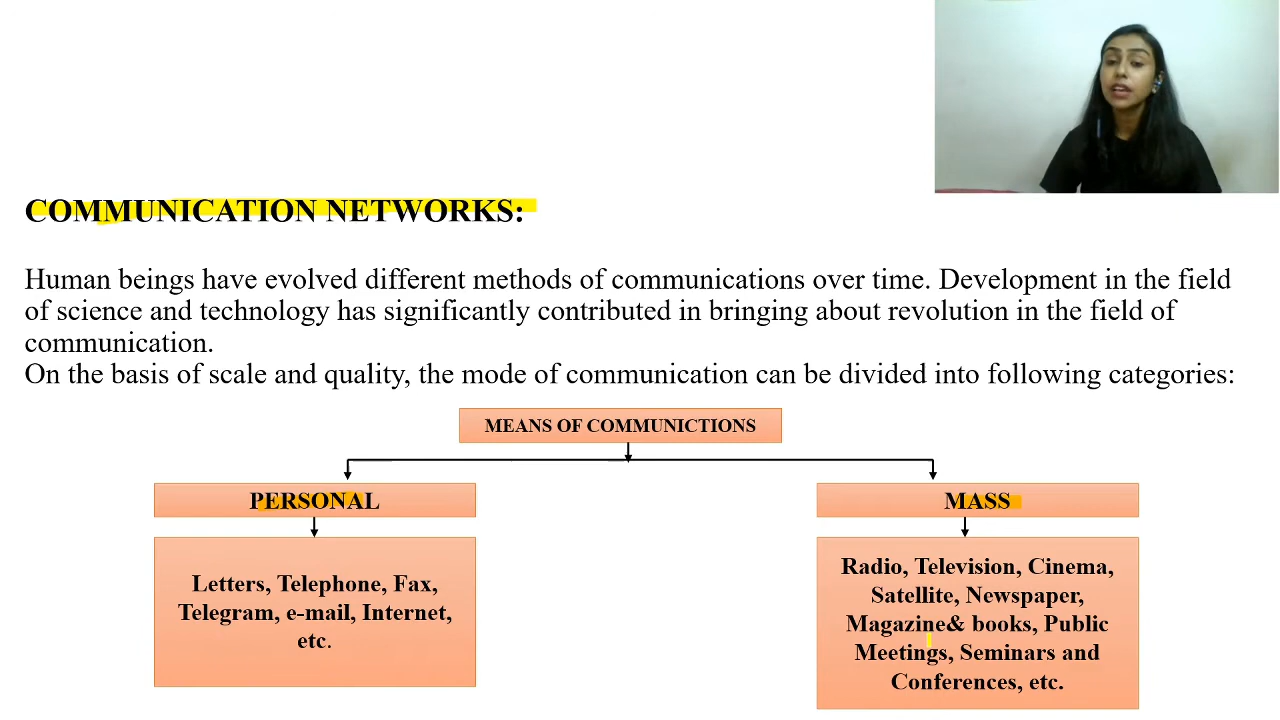 COMMUNICATION NETWORKS:
Human beings have evolved different methods of communications over time. Development in the field
of science and technology has significantly contributed in bringing about revolution in the field of
communication.
On the basis of scale and quality, the mode of communication can be divided into following categories:
MEANS OF COMMUNICTIONS
PERSONAL
MASS
Letters, Telephone, Fax,
Telegram, e-mail, Internet,
etc.
Radio, Television, Cinema,
Satellite, Newspaper,
Magazine& books, Public
Meetings, Seminars and
Conferences, etc.